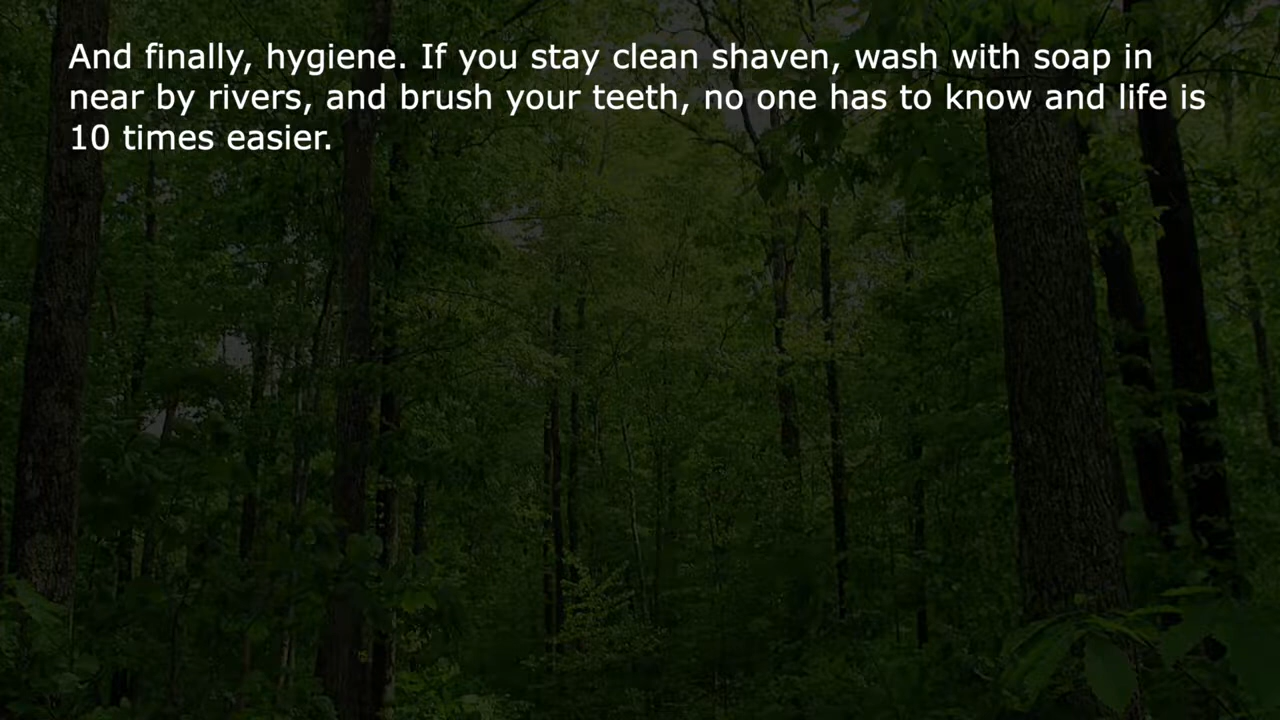 And finally, hygiene. If you stay clean shaven, wash with soap in
near by rivers, and brush your teeth, no one has to know and life is
10 times easier.